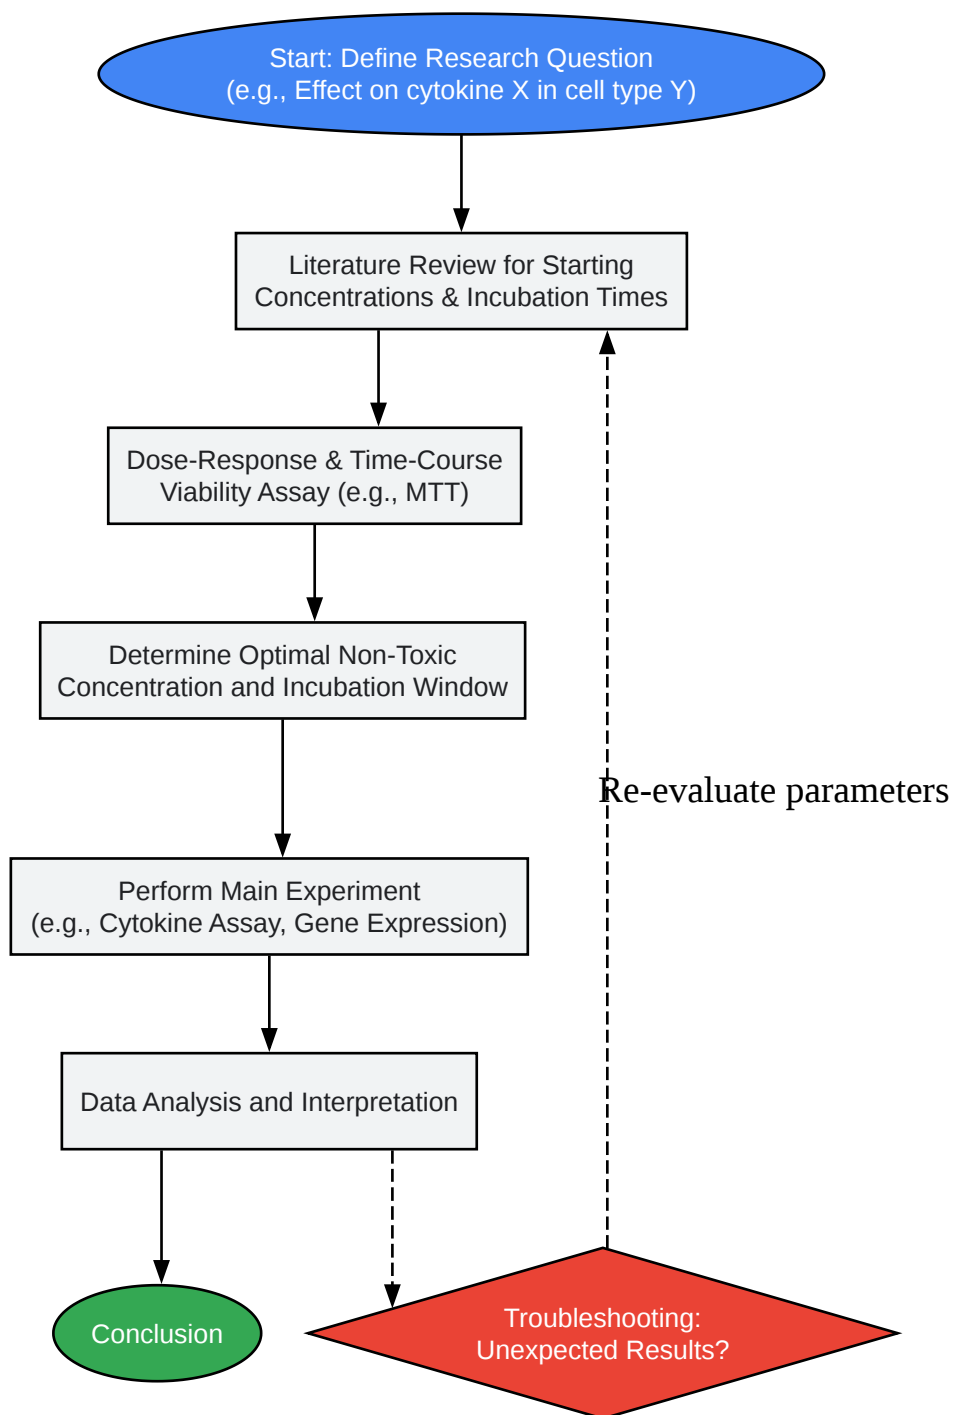 Start: Define Research Question
(e.g., Effect on cytokine X in cell type Y)
Literature Review for Starting
Concentrations & Incubation Times
Dose-Response & Time-Course
Viability Assay (e.g., MTT)
Determine Optimal Non-Toxic
Concentration and Incubation Window
Re-evaluate parameters
Perform Main Experiment
(e.g., Cytokine Assay, Gene Expression)
Data Analysis and Interpretation
Conclusion
Troubleshooting:
Unexpected Results?